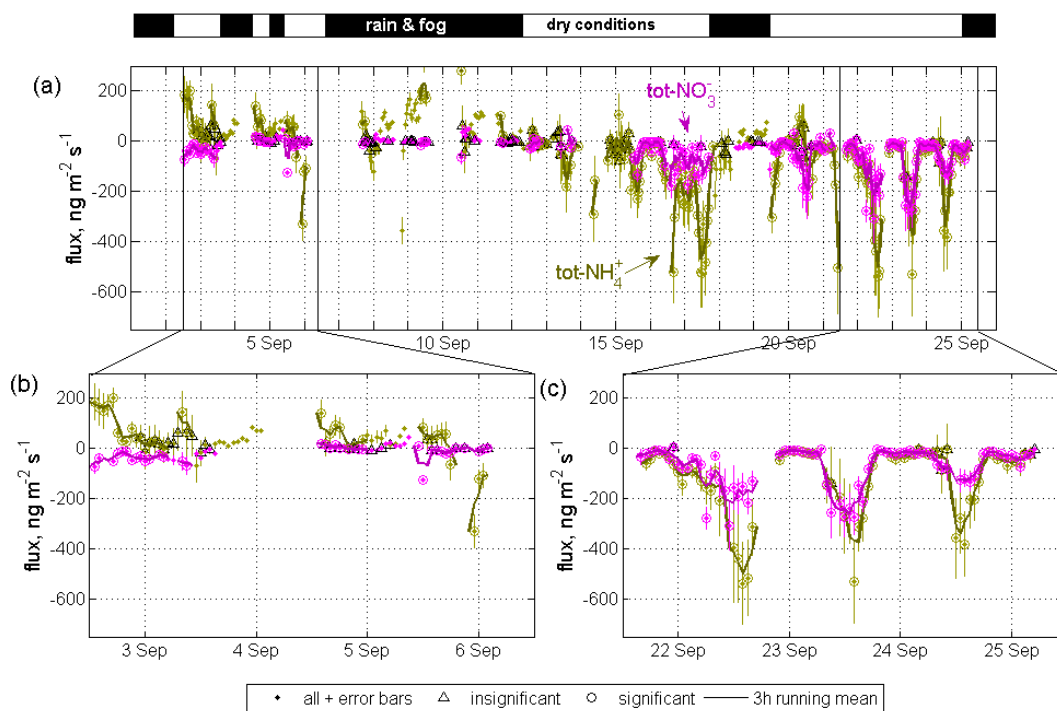 rain & fog dry conditions
(a)
tot-NO₃⁻
tot-NH₄⁺
flux, ng m⁻² s⁻¹
200
0
-200
-400
-600
5 Sep 10 Sep 15 Sep 20 Sep 25 Sep
(b)
flux, ng m⁻² s⁻¹
200
0
-200
-400
-600
3 Sep 4 Sep 5 Sep 6 Sep
(c)
flux, ng m⁻² s⁻¹
200
0
-200
-400
-600
22 Sep 23 Sep 24 Sep 25 Sep
all + error bars insignificant significant 3h running mean